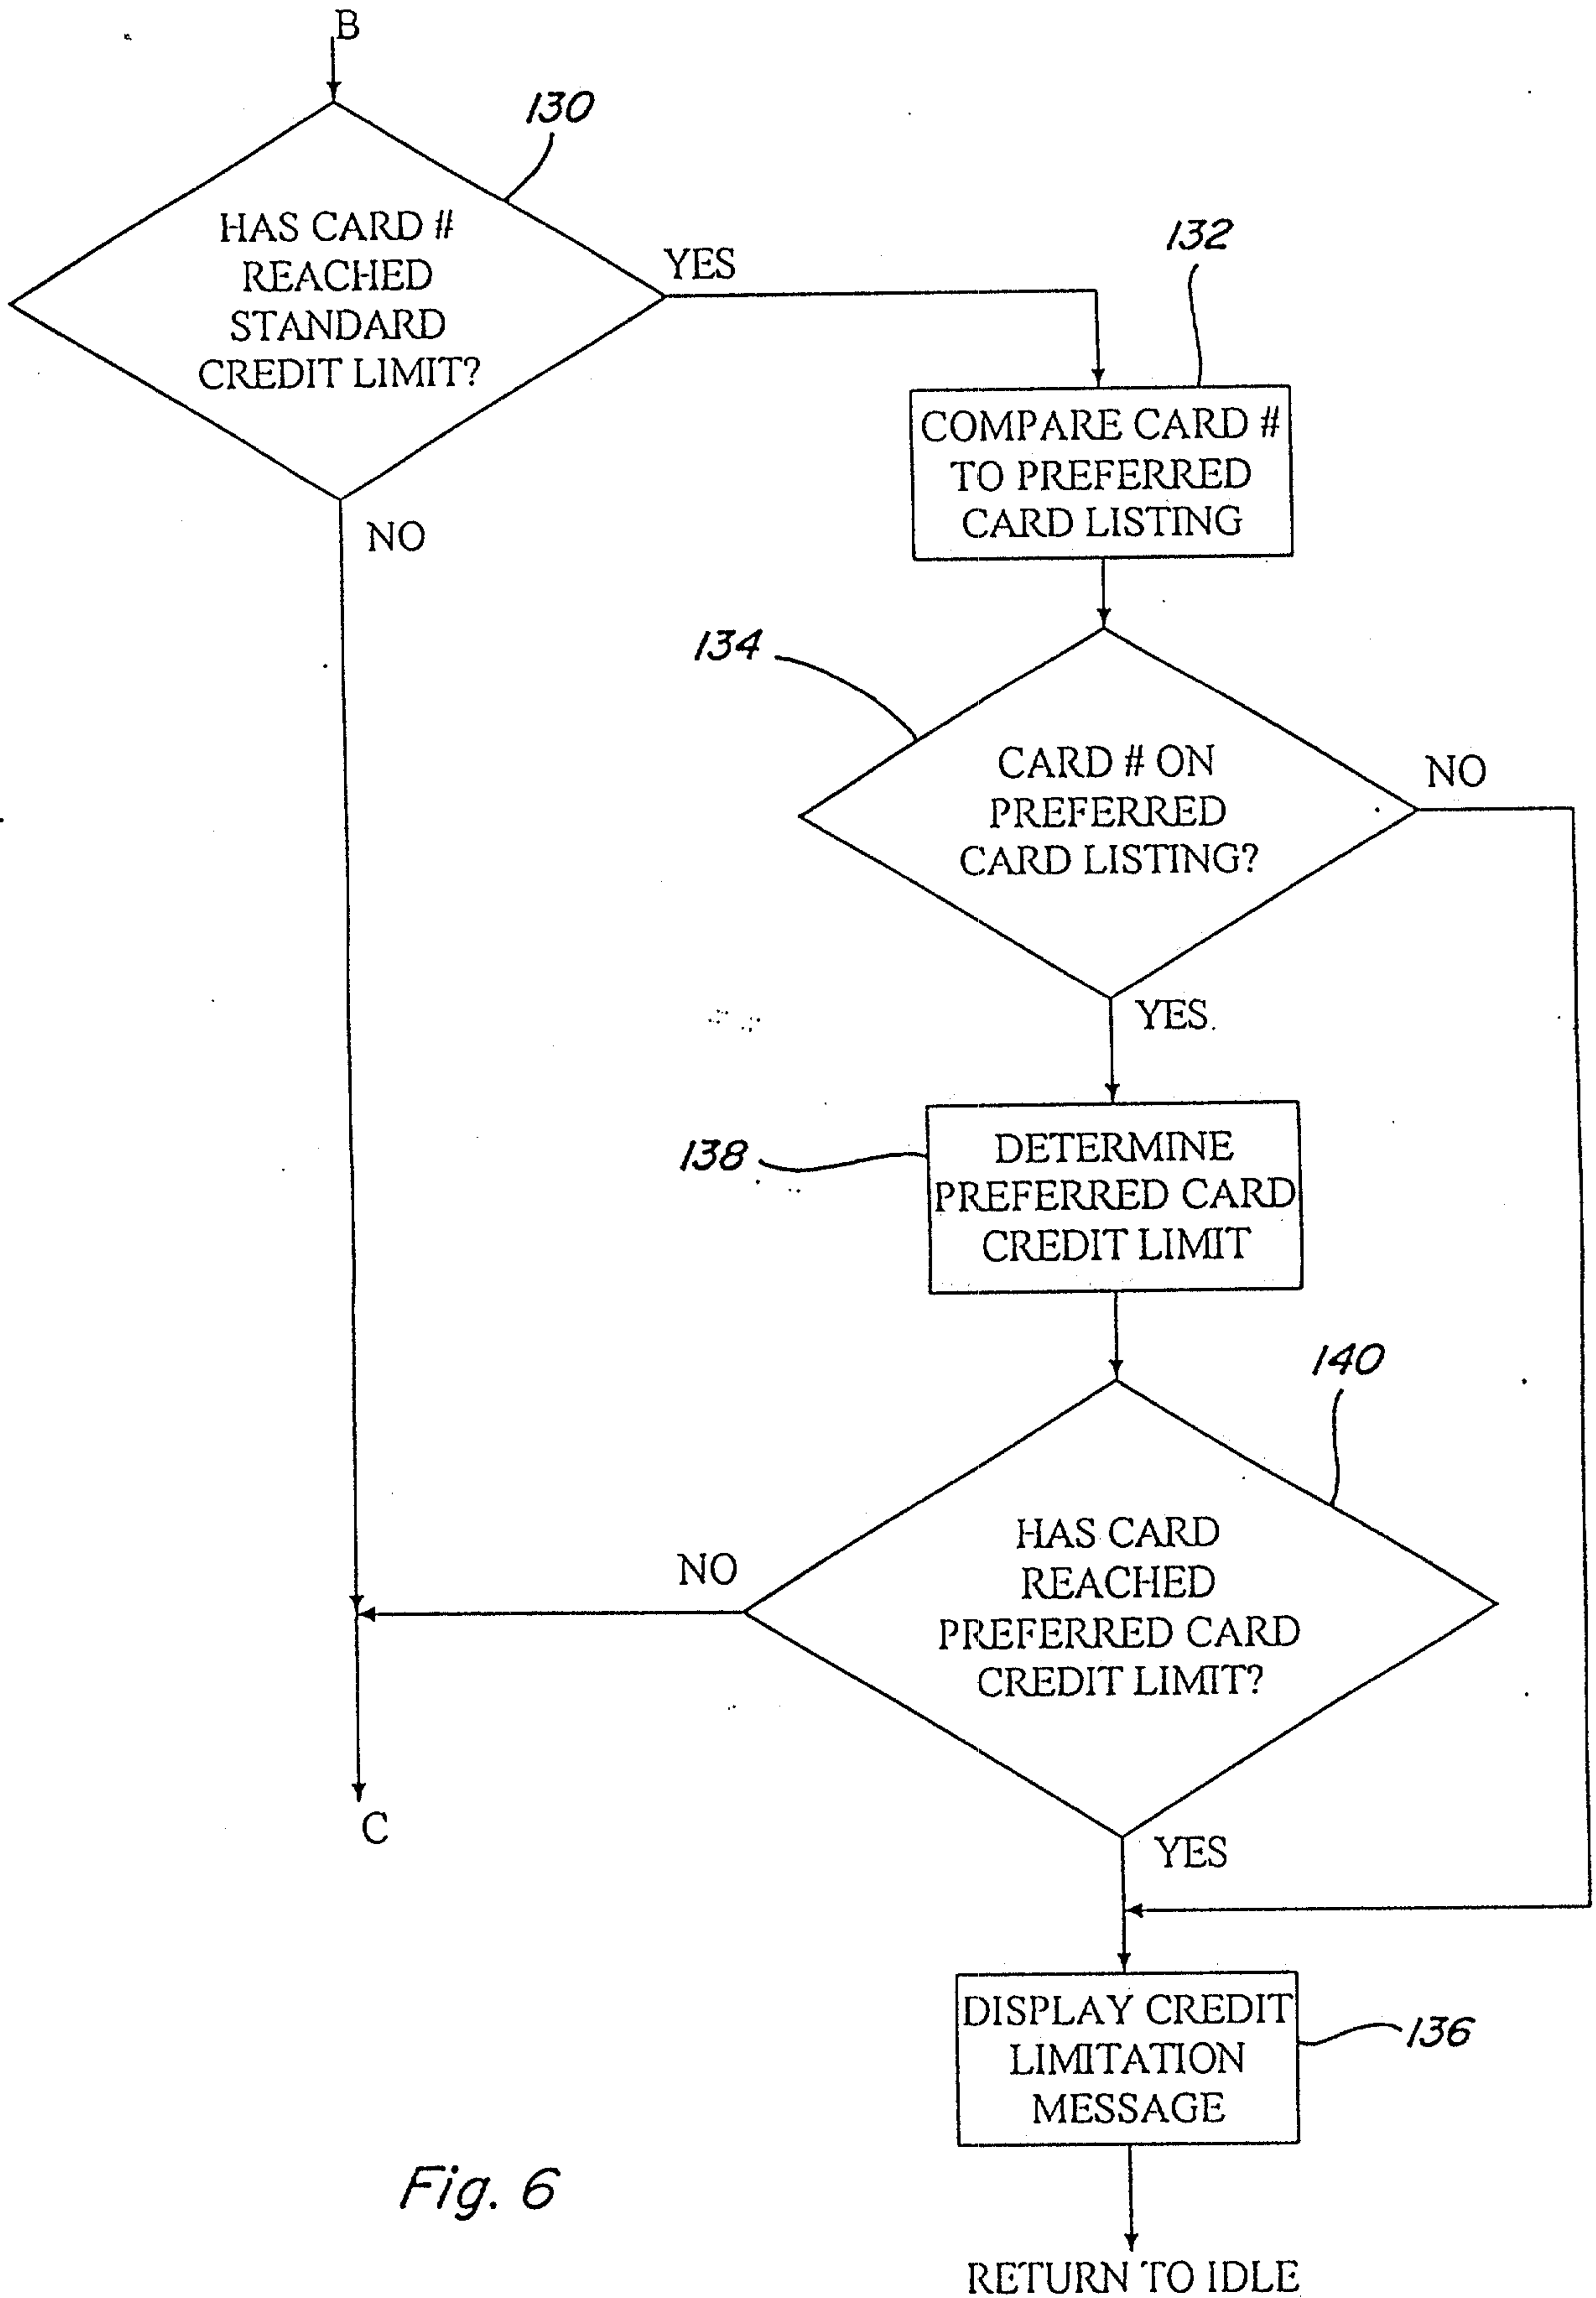 B
130
HAS CARD #
REACHED
STANDARD
CREDIT LIMIT?
YES
NO
132
COMPARE CARD #
TO PREFERRED
CARD LISTING
134
CARD # ON
PREFERRED
CARD LISTING?
NO
YES
138
DETERMINE
PREFERRED CARD
CREDIT LIMIT
140
HAS CARD
REACHED
PREFERRED CARD
CREDIT LIMIT?
NO
C
YES
DISPLAY CREDIT
LIMITATION
MESSAGE
136
Fig. 6
RETURN TO IDLE